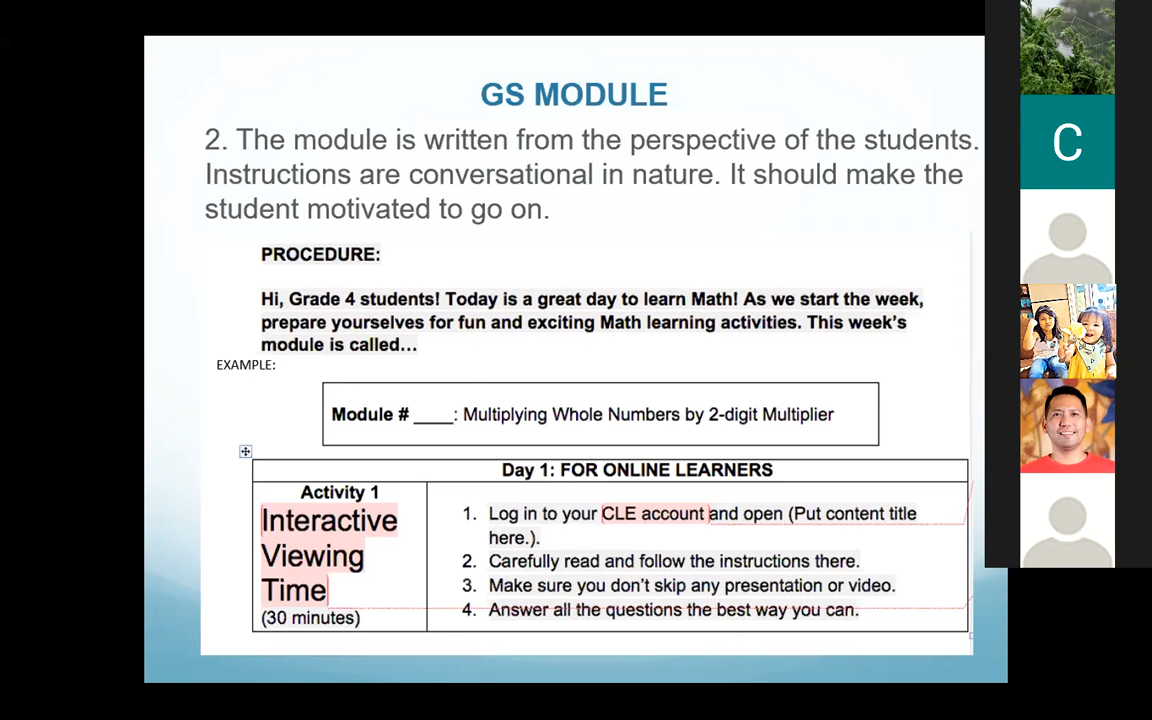 GS MODULE
2. The module is written from the perspective of the students.
Instructions are conversational in nature. It should make the
student motivated to go on.
PROCEDURE:
Hi, Grade 4 students! Today is a great day to learn Math! As we start the week,
prepare yourselves for fun and exciting Math learning activities. This week's
module is called...
EXAMPLE:
Module # ____: Multiplying Whole Numbers by 2-digit Multiplier
Day 1: FOR ONLINE LEARNERS
Activity 1
Interactive
Viewing
Time
(30 minutes)
1. Log in to your CLE account and open (Put content title
here.).
2. Carefully read and follow the instructions there.
3. Make sure you don't skip any presentation or video.
4. Answer all the questions the best way you can.
C